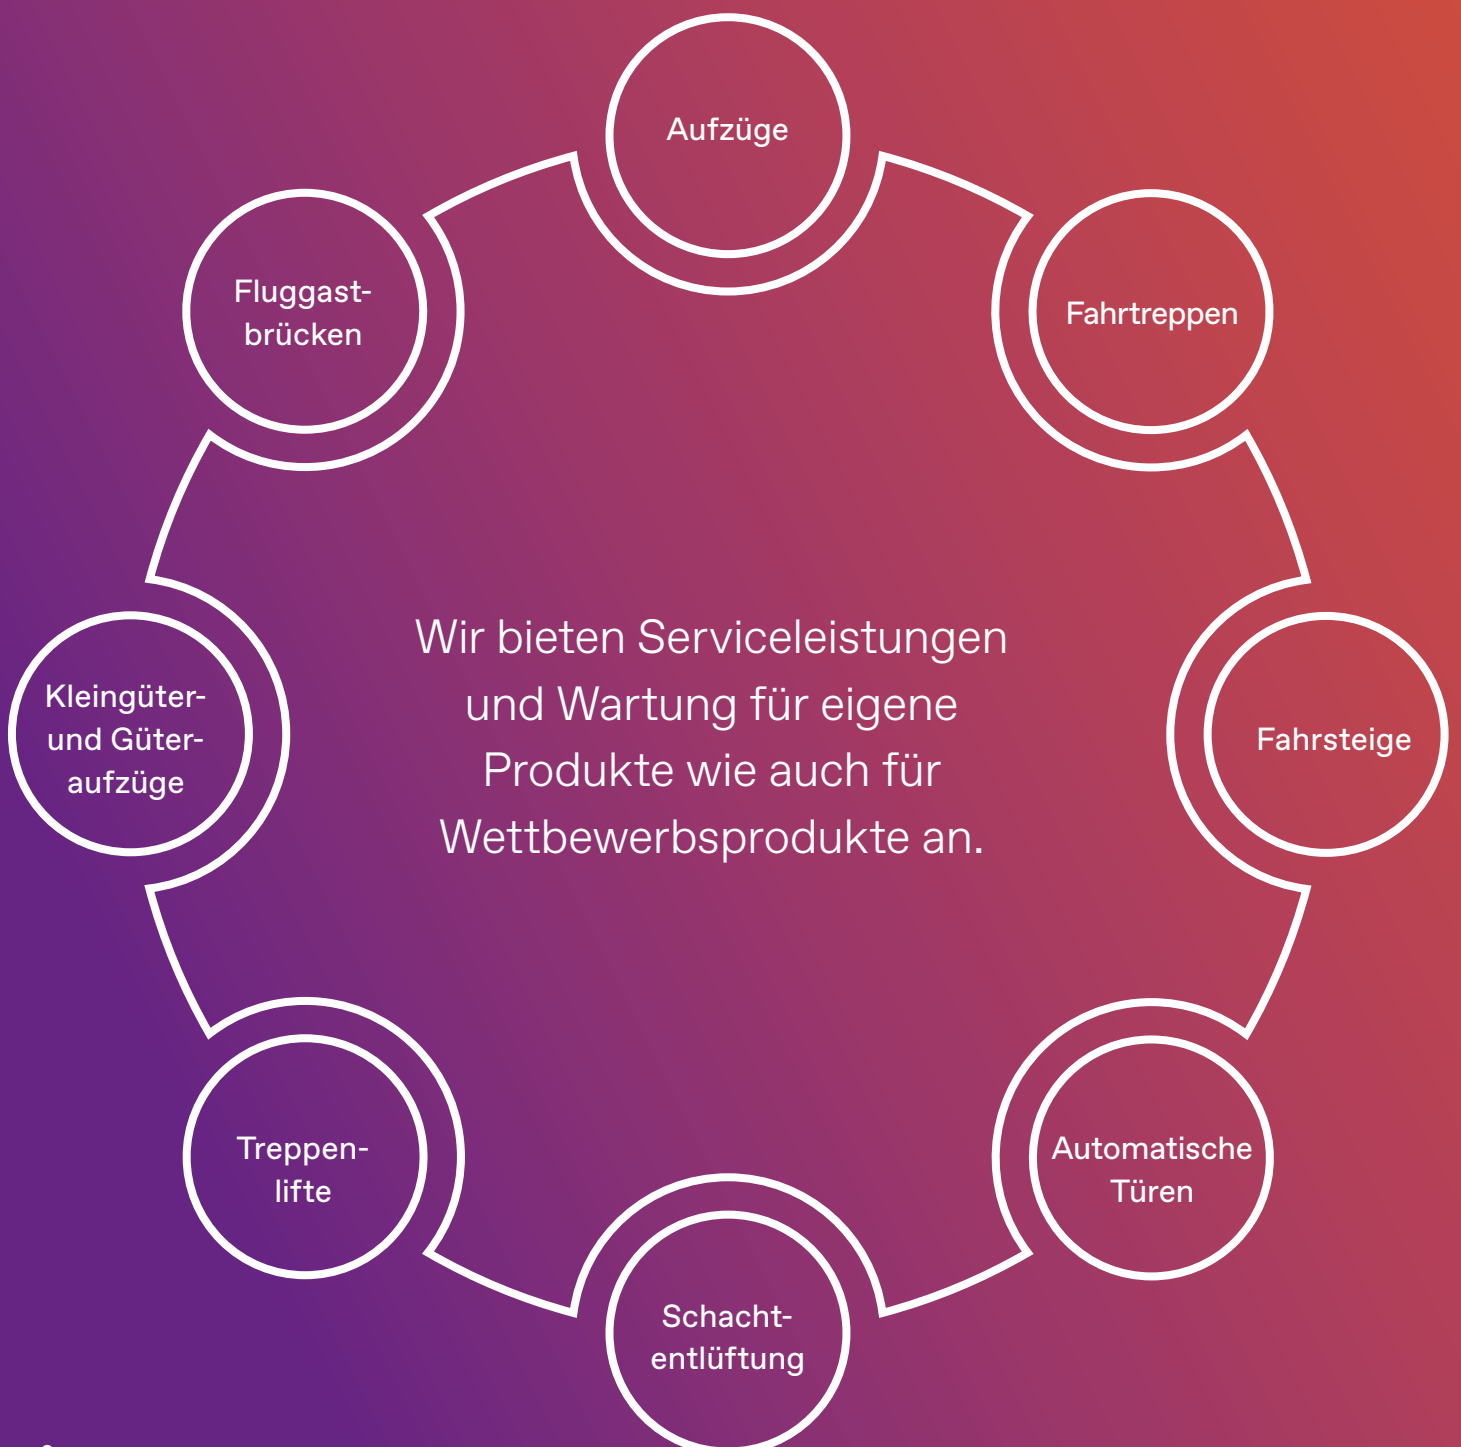 Aufzüge
Fahrtreppen
Fahrsteige
Automatische
Türen
Schacht-
entlüftung
Treppen-
lifte
Kleingüter-
und Güter-
aufzüge
Fluggast-
brücken
Wir bieten Serviceleistungen
und Wartung für eigene
Produkte wie auch für
Wettbewerbsprodukte an.